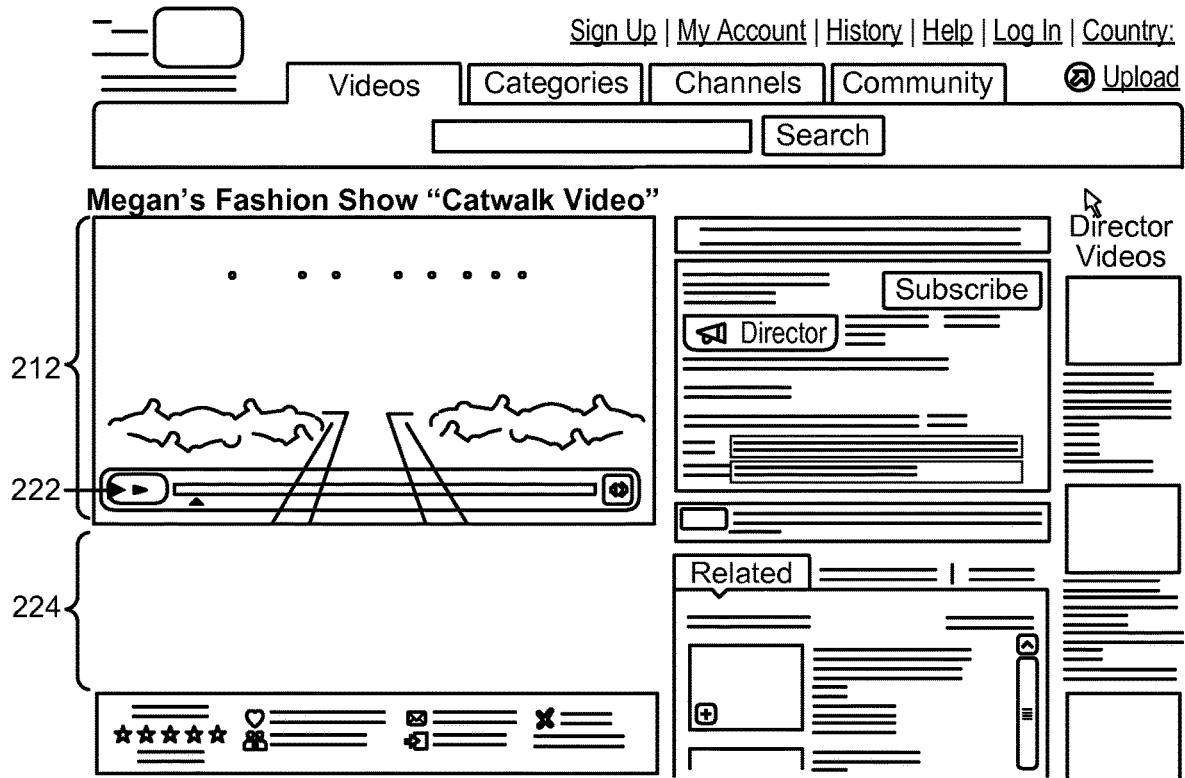 Sign Up | My Account | History | Help | Log In | Country:
Videos Categories Channels Community Upload
Search
Megan's Fashion Show “Catwalk Video”
Director
Videos
Subscribe
Director
212
222
224
Related